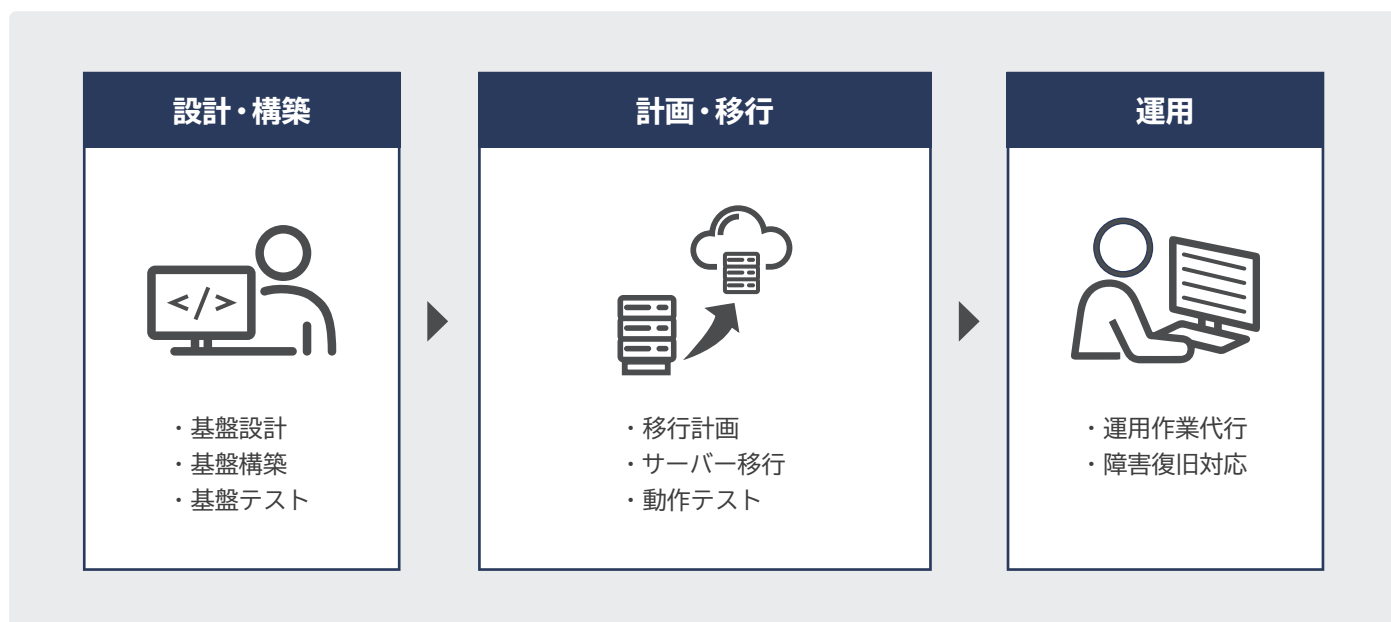 設計・構築
</>
・基盤設計
・基盤構築
・基盤テスト
計画・移行
・移行計画
・サーバー移行
・動作テスト
運用
・運用作業代行
・障害復旧対応